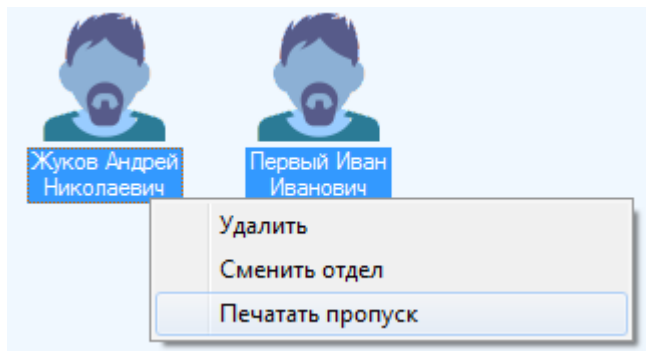 Жуков Андрей
Николаевич
Первый Иван
Иванович
Удалить
Сменить отдел
Печатать пропуск